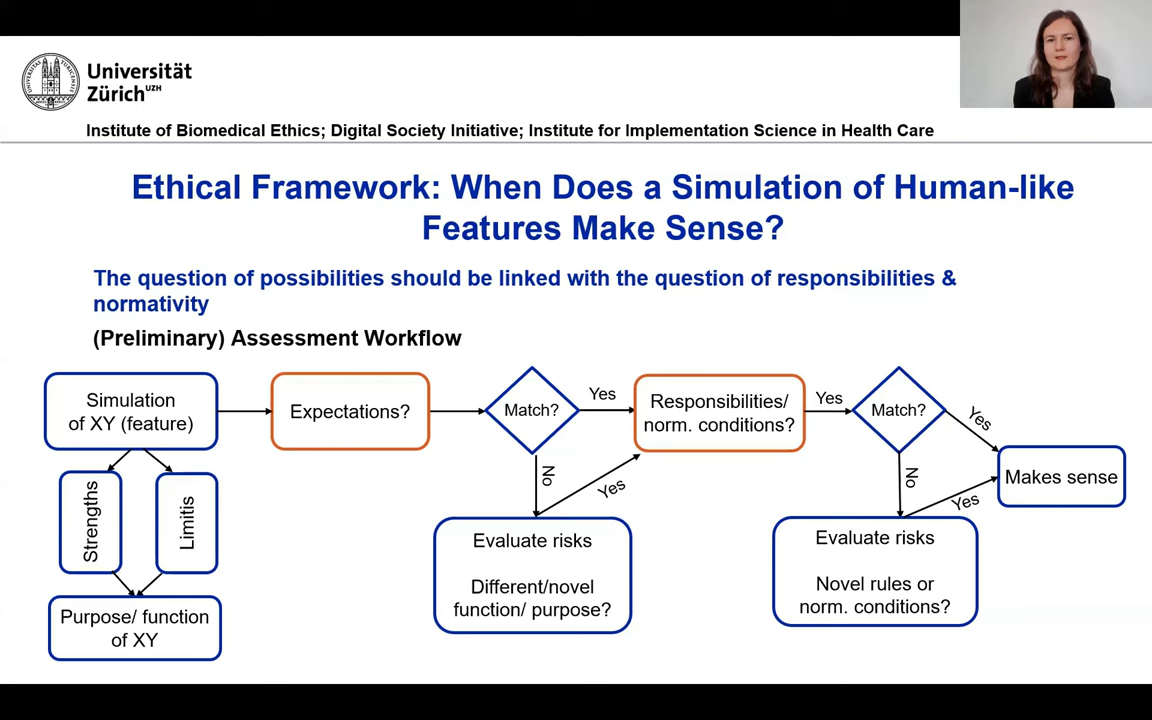 Universität
Zürich UZH
Institute of Biomedical Ethics; Digital Society Initiative; Institute for Implementation Science in Health Care
Ethical Framework: When Does a Simulation of Human-like
Features Make Sense?
The question of possibilities should be linked with the question of responsibilities &
normativity
(Preliminary) Assessment Workflow
Simulation
of XY (feature)
Strengths
Limitis
Purpose/ function
of XY
Expectations?
Match?
Yes
No
Yes
Evaluate risks
Different/novel
function/ purpose?
Responsibilities/
norm. conditions?
Yes
Match?
Yes
No
Yes
Evaluate risks
Novel rules or
norm. conditions?
Makes sense